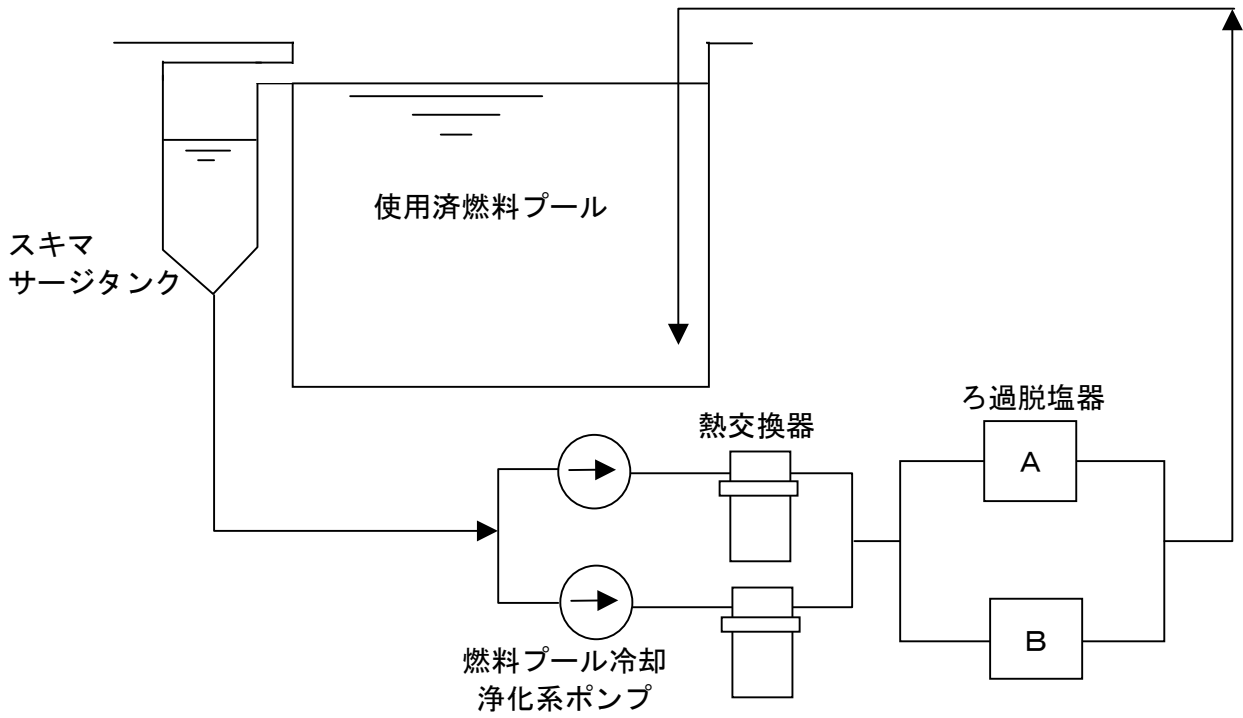 使用済燃料プール
スキマ
サージタンク
ろ過脱塩器
熱交換器
A
B
燃料プール冷却
浄化系ポンプ